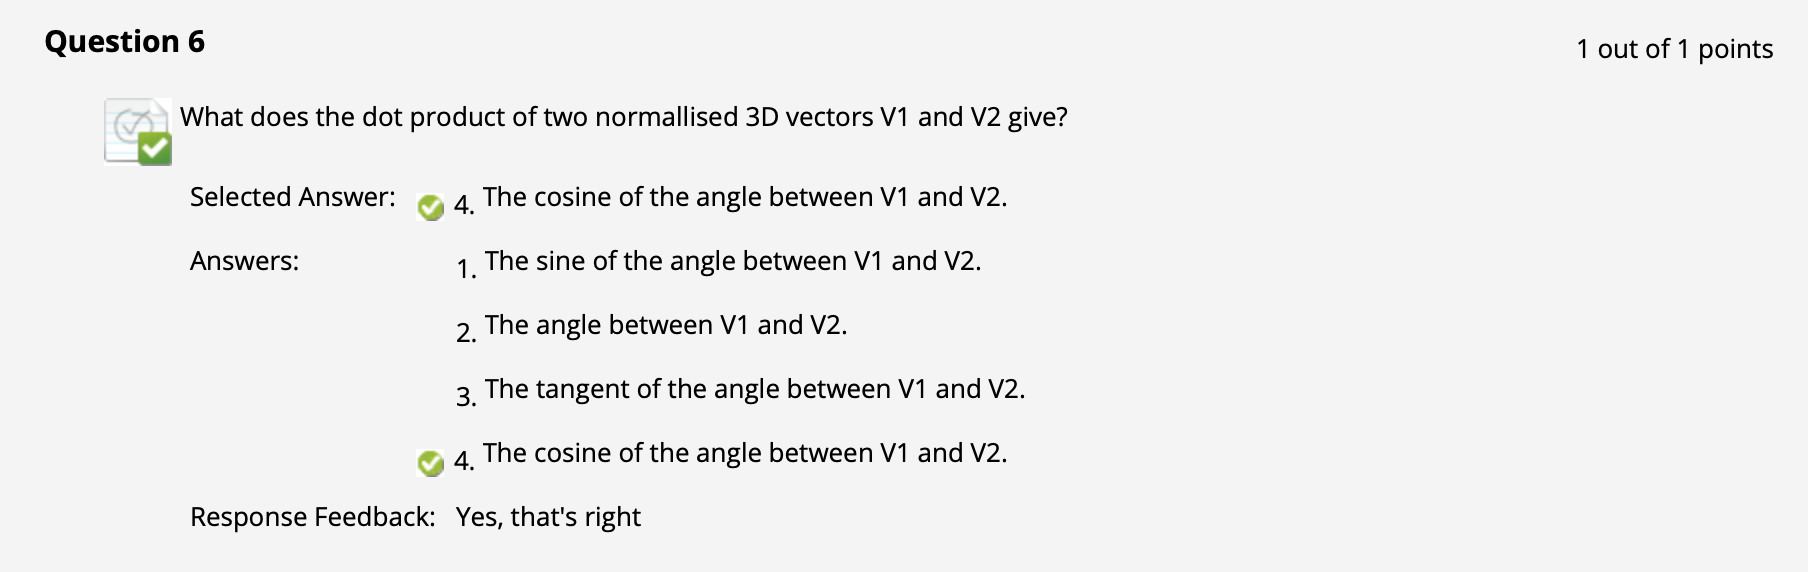 Question 6
1 out of 1 points
What does the dot product of two normallised 3D vectors V1 and V2 give?
Selected Answer: 4. The cosine of the angle between V1 and V2.
Answers: 1. The sine of the angle between V1 and V2.
2. The angle between V1 and V2.
3. The tangent of the angle between V1 and V2.
4. The cosine of the angle between V1 and V2.
Response Feedback: Yes, that's right